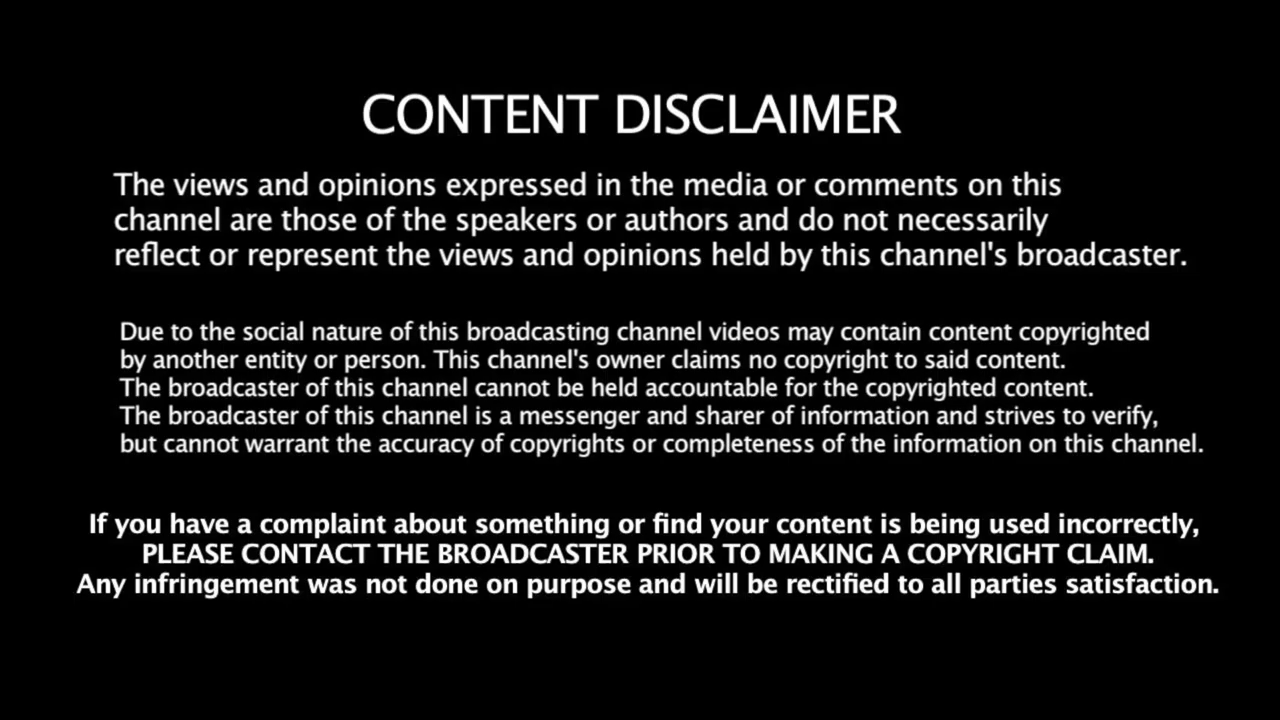 CONTENT DISCLAIMER
The views and opinions expressed in the media or comments on this
channel are those of the speakers or authors and do not necessarily
reflect or represent the views and opinions held by this channel's broadcaster.
Due to the social nature of this broadcasting channel videos may contain content copyrighted
by another entity or person. This channel's owner claims no copyright to said content.
The broadcaster of this channel cannot be held accountable for the copyrighted content.
The broadcaster of this channel is a messenger and sharer of information and strives to verify,
but cannot warrant the accuracy of copyrights or completeness of the information on this channel.
If you have a complaint about something or find your content is being used incorrectly,
PLEASE CONTACT THE BROADCASTER PRIOR TO MAKING A COPYRIGHT CLAIM.
Any infringement was not done on purpose and will be rectified to all parties satisfaction.